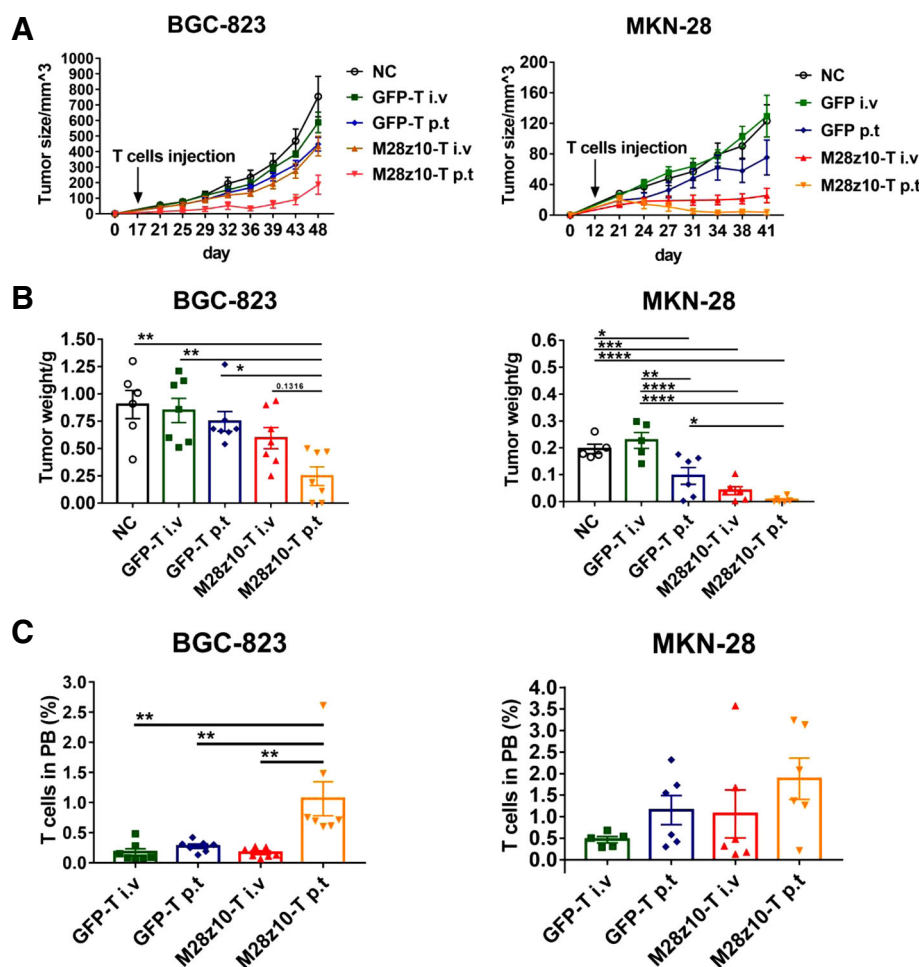 A
BGC-823
Tumor size/mm^3
1000
900
800
700
600
500
400
300
200
100
0
T cells injection
0 17 21 25 29 32 36 39 43 48
day
NC
GFP-T i.v
GFP-T p.t
M28z10-T i.v
M28z10-T p.t
MKN-28
Tumor size/mm^3
160
120
80
40
0
T cells injection
0 12 21 24 27 31 34 38 41
day
NC
GFP i.v
GFP p.t
M28z10-T i.v
M28z10-T p.t
B
BGC-823
Tumor weight/g
1.50
1.25
1.00
0.75
0.50
0.25
0.00
**
**
*
0.1316
NC
GFP-T i.v
GFP-T p.t
M28z10-T i.v
M28z10-T p.t
MKN-28
Tumor weight/g
0.6
0.4
0.2
0.0
*
***
****
**
****
****
*
NC
GFP-T i.v
GFP-T p.t
M28z10-T i.v
M28z10-T p.t
C
BGC-823
T cells in PB (%)
3.0
2.5
2.0
1.5
1.0
0.5
0.0
**
**
**
GFP-T i.v
GFP-T p.t
M28z10-T i.v
M28z10-T p.t
MKN-28
T cells in PB (%)
4.0
3.5
3.0
2.5
2.0
1.5
1.0
0.5
0.0
GFP-T i.v
GFP-T p.t
M28z10-T i.v
M28z10-T p.t